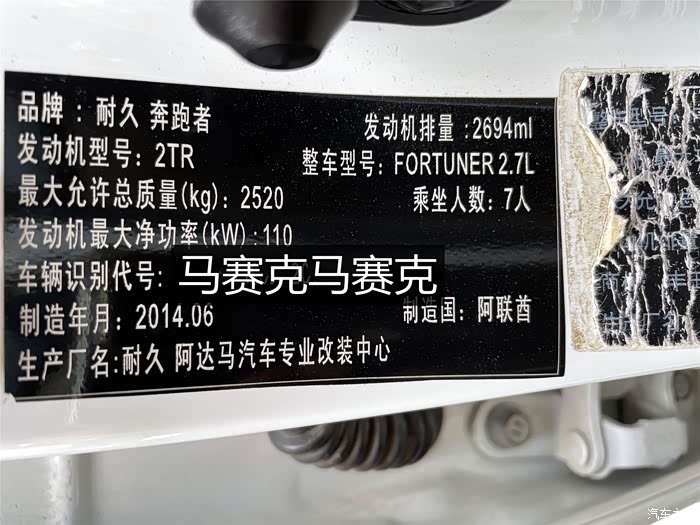 品牌：耐久 奔跑者
发动机排量:2694ml
发动机型号：2TR
整车型号：FORTUNER 2.7L
最大允许总质量(kg)：2520
乘坐人数：7人
发动机最大净功率(kW):110
车辆识别代号: 马赛克马赛克
制造年月：2014.06
制造国：阿联酋
生产厂名:耐久 阿达马汽车专业改装中心